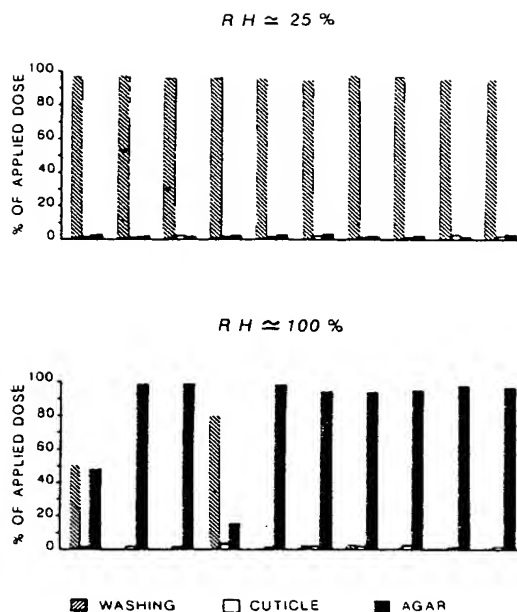 R H ≃ 25 %
% OF APPLIED DOSE
100
80
60
40
20
0
R H ≃ 100 %
% OF APPLIED DOSE
100
80
60
40
20
0
WASHING CUTICLE AGAR